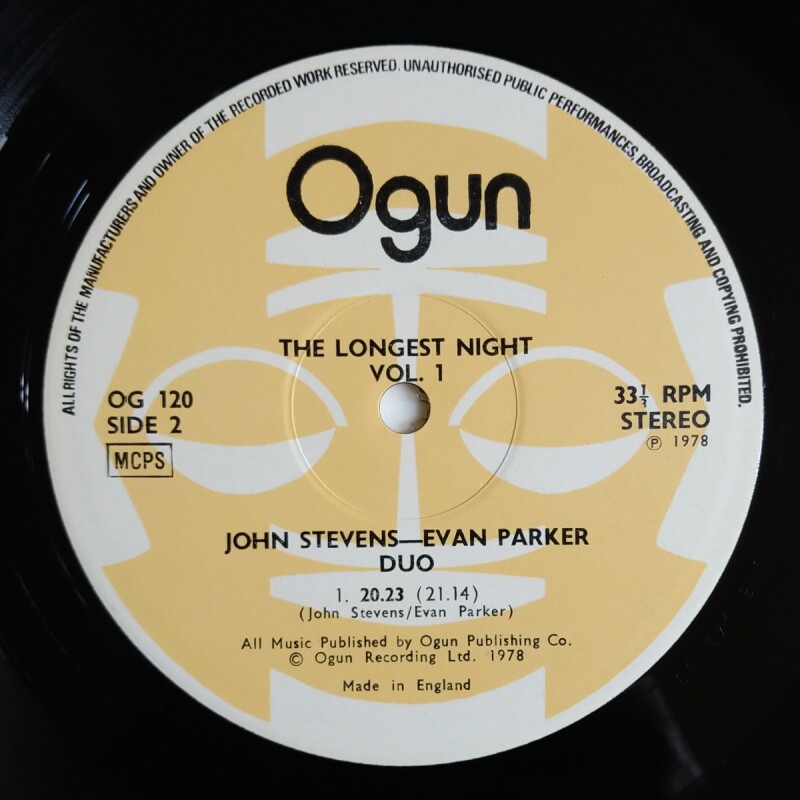 ALL RIGHTS OF THE MANUFACTURERS AND OWNER OF THE RECORDED WORK RESERVED. UNAUTHORISED PUBLIC PERFORMANCES, BROADCASTING AND COPYING PROHIBITED.
Ogun
THE LONGEST NIGHT
VOL. 1
OG 120
SIDE 2
MCPS
33⅓ RPM
STEREO
℗ 1978
JOHN STEVENS—EVAN PARKER
DUO
1. 20.23 (21.14)
(John Stevens/Evan Parker)
All Music Published by Ogun Publishing Co.
© Ogun Recording Ltd. 1978
Made in England